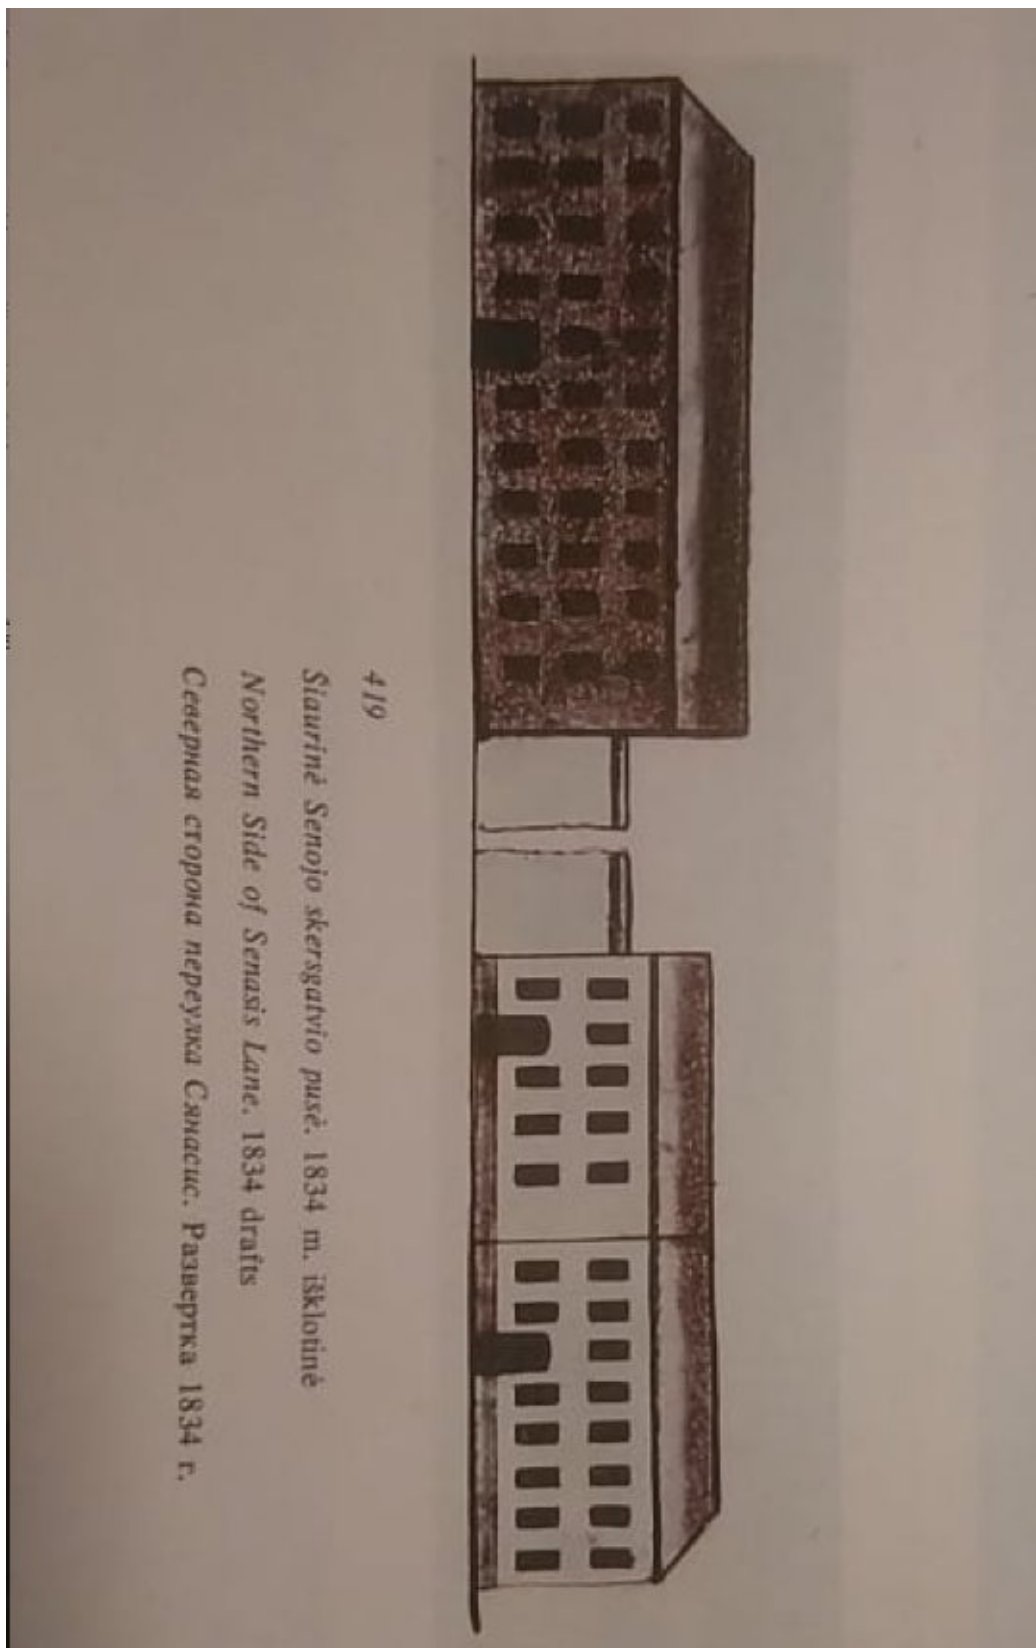 419
Šiaurinė Senojo skersgatvio pusė. 1834 m. išklotinė
Northern Side of Senasis Lane. 1834 drafts
Северная сторона переулка Сянасис. Развертка 1834 г.